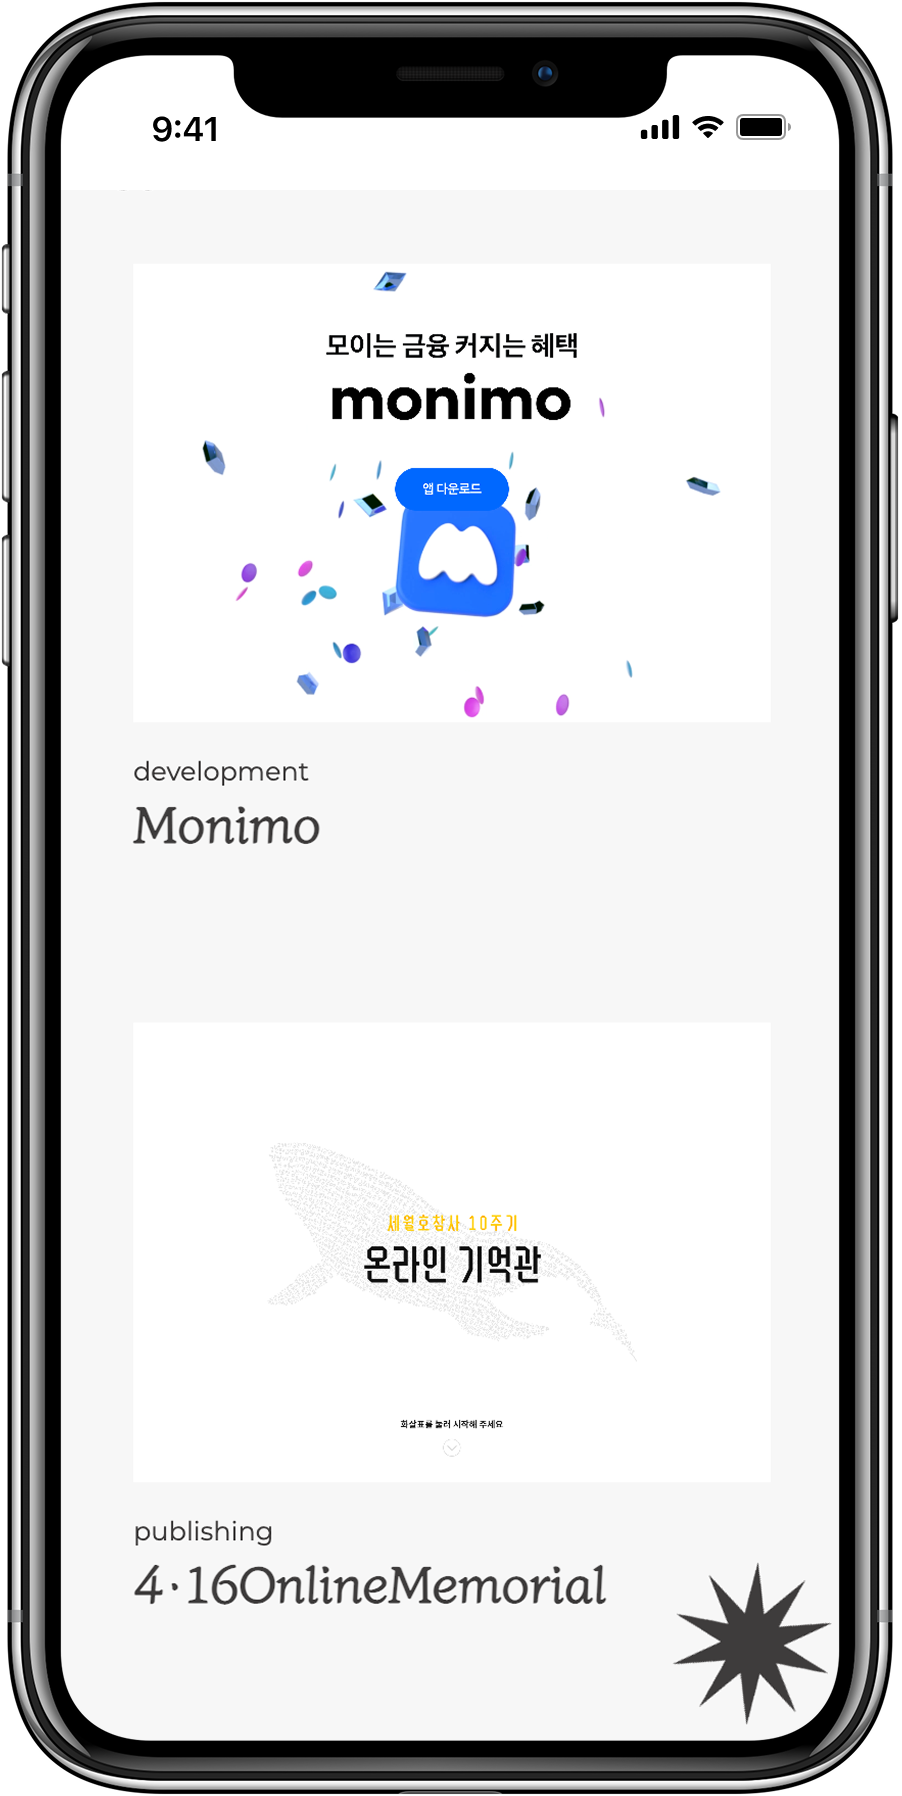 9:41
모이는 금융 커지는 혜택
monimo
앱 다운로드
development
Monimo
세월호참사 10주기
온라인 기억관
화살표를 눌러 시작해 주세요
publishing
4·16OnlineMemorial